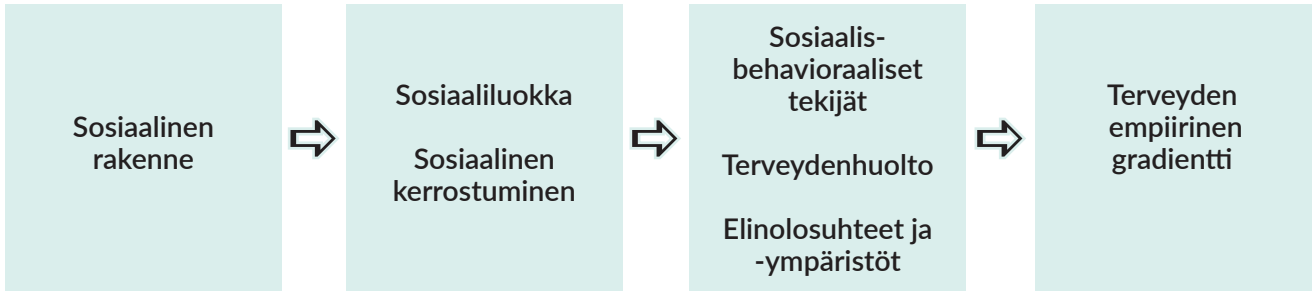 Sosiaalinen
rakenne
Sosiaaliluokka
Sosiaalinen
kerrostuminen
Sosiaalis-
behavioraaliset
tekijät
Terveydenhuolto
Elinolosuhteet ja
-ympäristöt
Terveyden
empiirinen
gradientti